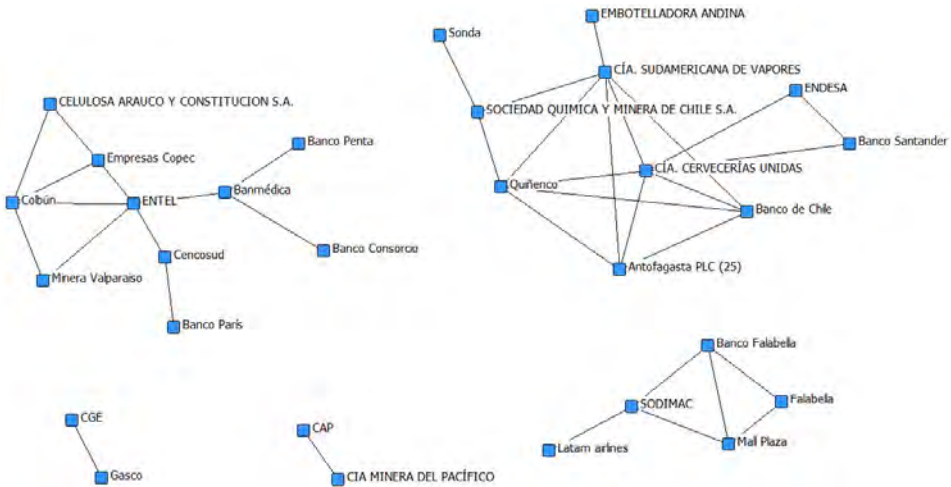 EMBOTELLADORA ANDINA
Sonda
CÍA. SUDAMERICANA DE VAPORES
ENDESA
CELULOSA ARAUCO Y CONSTITUCION S.A.
SOCIEDAD QUIMICA Y MINERA DE CHILE S.A.
Banco Penta
Banco Santander
Empresas Copec
CÍA. CERVECERÍAS UNIDAS
Quiñenco
Banmédica
Colbún
ENTEL
Banco de Chile
Banco Consorcio
Cencosud
Antofagasta PLC (25)
Minera Valparaiso
Banco París
Banco Falabella
Falabella
SODIMAC
CGE
CAP
Mall Plaza
Latam airlines
Gasco
CIA MINERA DEL PACÍFICO